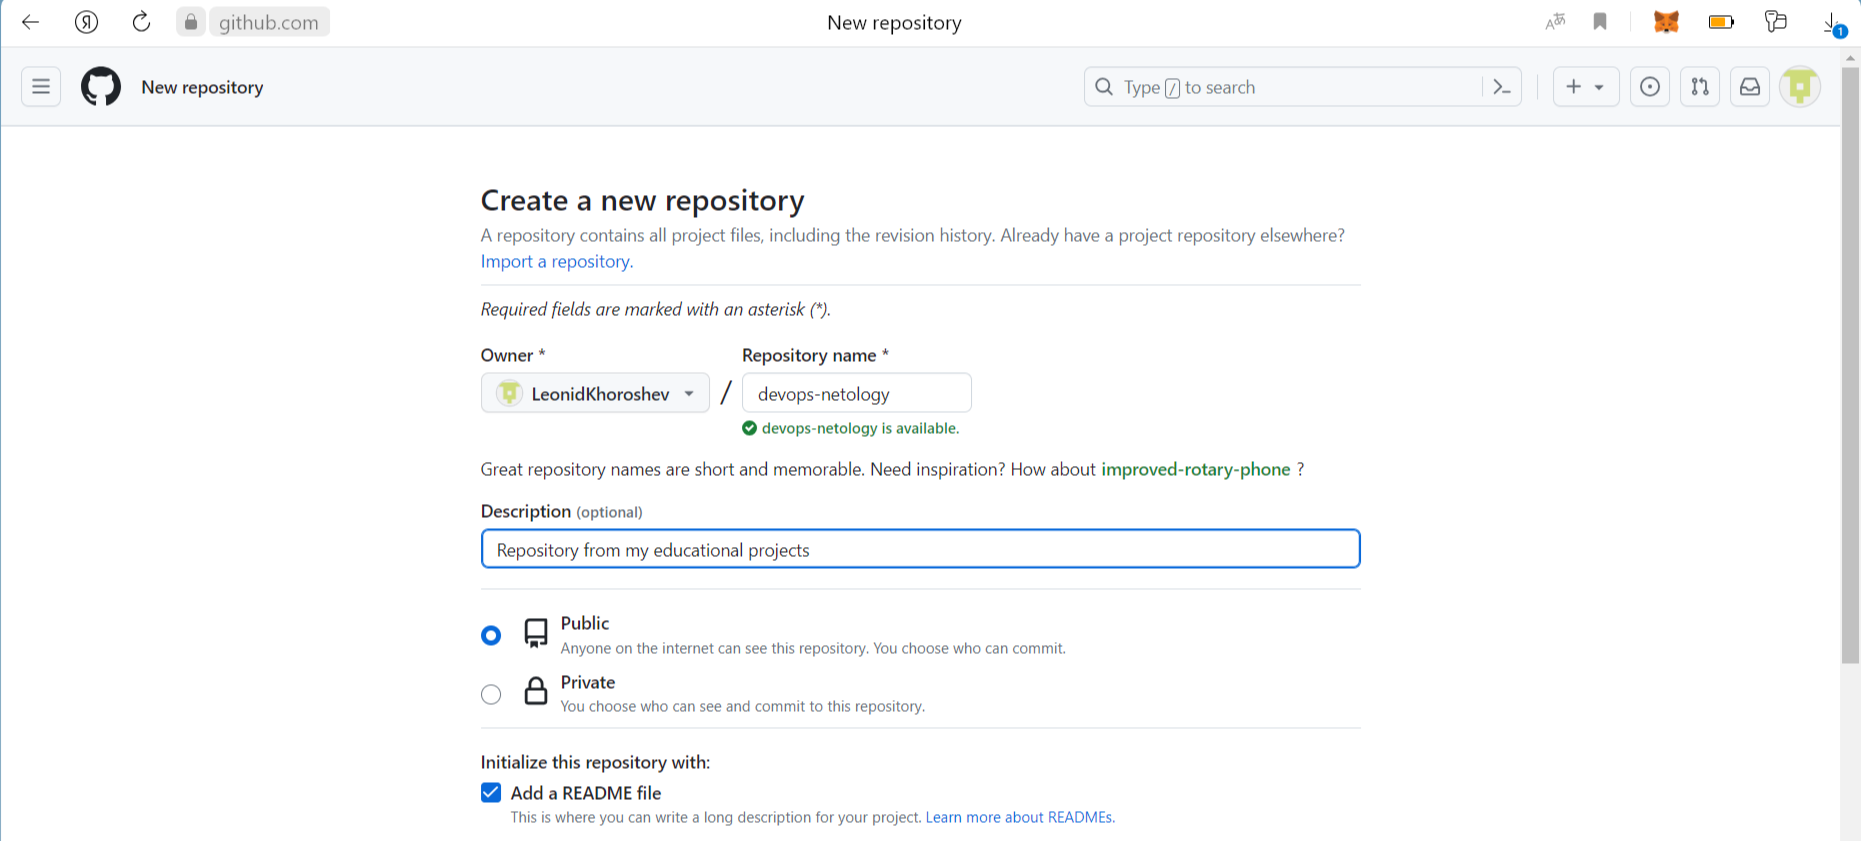 github.com
New repository
1
New repository
Type / to search
Create a new repository
A repository contains all project files, including the revision history. Already have a project repository elsewhere?
Import a repository.
Required fields are marked with an asterisk (*).
Owner *
Repository name *
LeonidKhoroshev
/
devops-netology
devops-netology is available.
Great repository names are short and memorable. Need inspiration? How about improved-rotary-phone ?
Description (optional)
Repository from my educational projects
Public
Anyone on the internet can see this repository. You choose who can commit.
Private
You choose who can see and commit to this repository.
Initialize this repository with:
Add a README file
This is where you can write a long description for your project. Learn more about READMEs.